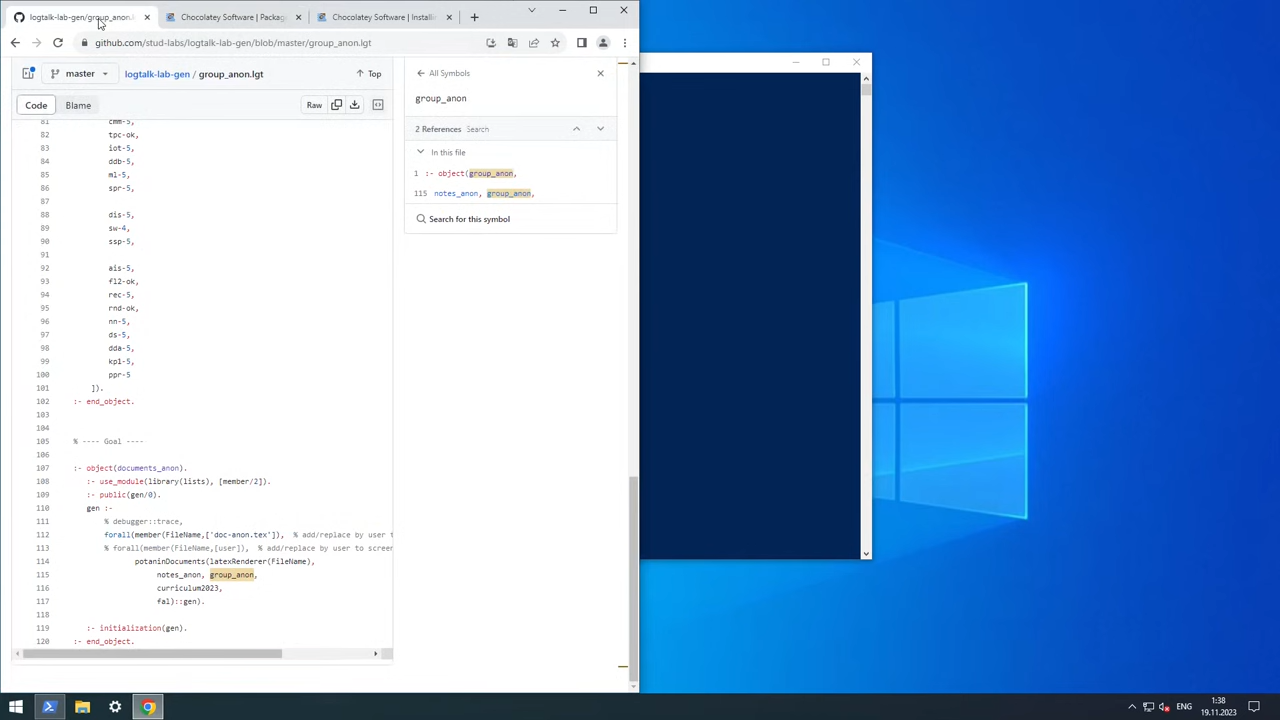 logtalk-lab-gen/group_anon.l
Chocolatey Software | Packag
Chocolatey Software | Installe
github.com/stud-labs/logtalk-lab-gen/blob/master/group_anon.lgt
master
logtalk-lab-gen / group_anon.lgt
Top
Code
Blame
Raw
81 cmm-5,
82 tpc-ok,
83 iot-5,
84 ddb-5,
85 ml-5,
86 spr-5,
87
88 dis-5,
89 sw-4,
90 ssp-5,
91
92 ais-5,
93 fl2-ok,
94 rec-5,
95 rnd-ok,
96 nn-5,
97 ds-5,
98 dda-5,
99 kp1-5,
100 ppr-5
101 ]).
102 :- end_object.
103
104
105 % ---- Goal ----
106
107 :- object(documents_anon).
108 :- use_module(library(lists), [member/2]).
109 :- public(gen/0).
110 gen :-
111 % debugger::trace,
112 forall(member(FileName,['doc-anon.tex']), % add/replace by user t
113 % forall(member(FileName,[user]), % add/replace by user to screen
114 potaninDocuments(latexRenderer(FileName),
115 notes_anon, group_anon,
116 curriculum2023,
117 fal)::gen).
118
119 :- initialization(gen).
120 :- end_object.
All Symbols
group_anon
2 References Search
In this file
1 :- object(group_anon,
115 notes_anon, group_anon,
Search for this symbol
ENG
1:38
19.11.2023